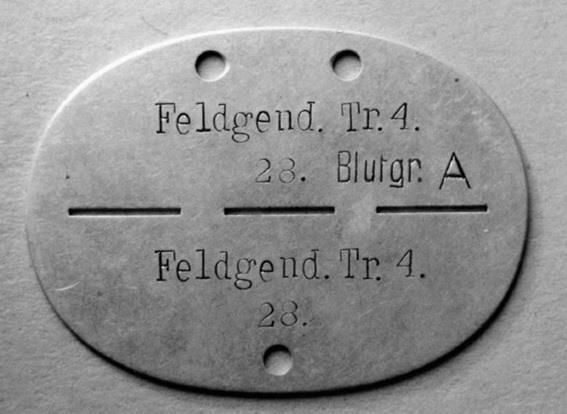 Feldgend. Tr. 4.
28. Blutgr. A
Feldgend. Tr. 4.
28.